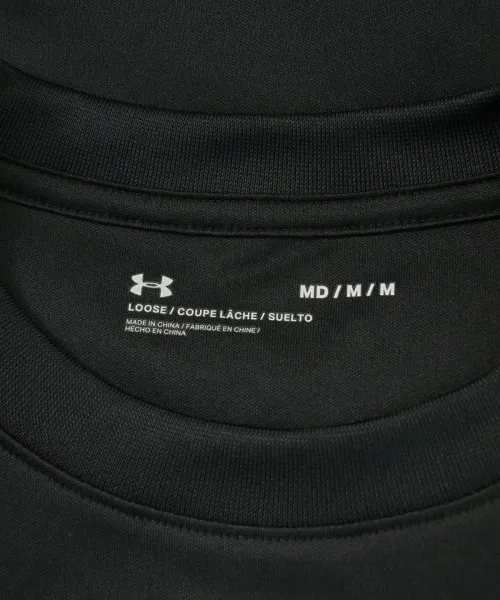 MD / M / M
LOOSE / COUPE LÂCHE / SUELTO
MADE IN CHINA / FABRIQUÉ EN CHINE /
HECHO EN CHINA